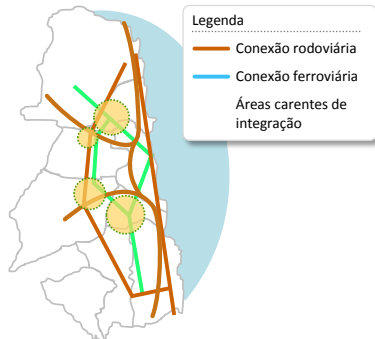 Legenda
Conexão rodoviária
Conexão ferroviária
Áreas carentes de
integração